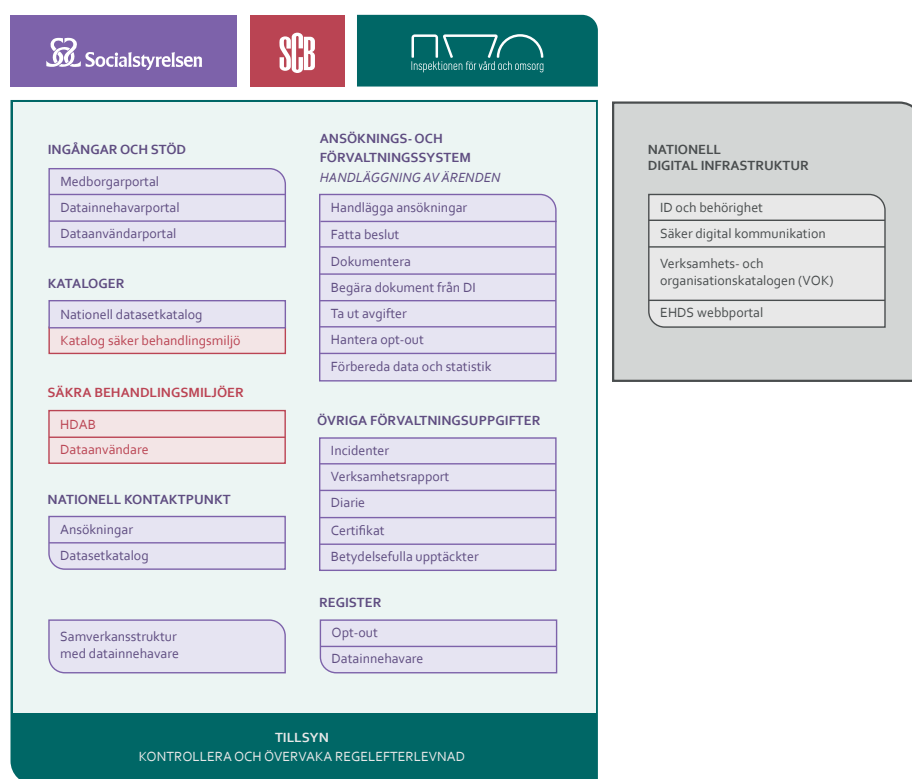 Socialstyrelsen
SCB
Inspektionen för vård och omsorg
INGÅNGAR OCH STÖD
Medborgarportal
Datainnehavarportal
Dataanvändarportal
KATALOGER
Nationell datasetkatalog
Katalog säker behandlingsmiljö
SÄKRA BEHANDLINGSMILJÖER
HDAB
Dataanvändare
NATIONELL KONTAKTPUNKT
Ansökningar
Datasetkatalog
Samverkansstruktur
med datainnehavare
ANSÖKNINGS- OCH
FÖRVALTNINGSSYSTEM
HANDLÄGGNING AV ÄRENDEN
Handlägga ansökningar
Fatta beslut
Dokumentera
Begära dokument från DI
Ta ut avgifter
Hantera opt-out
Förbereda data och statistik
ÖVRIGA FÖRVALTNINGSUPPGIFTER
Incidenter
Verksamhetsrapport
Diarie
Certifikat
Betydelsefulla upptäckter
REGISTER
Opt-out
Datainnehavare
NATIONELL
DIGITAL INFRASTRUKTUR
ID och behörighet
Säker digital kommunikation
Verksamhets- och
organisationskatalogen (VOK)
EHDS webbportal
TILLSYN
KONTROLLERA OCH ÖVERVAKA REGELEFTERLEVNAD